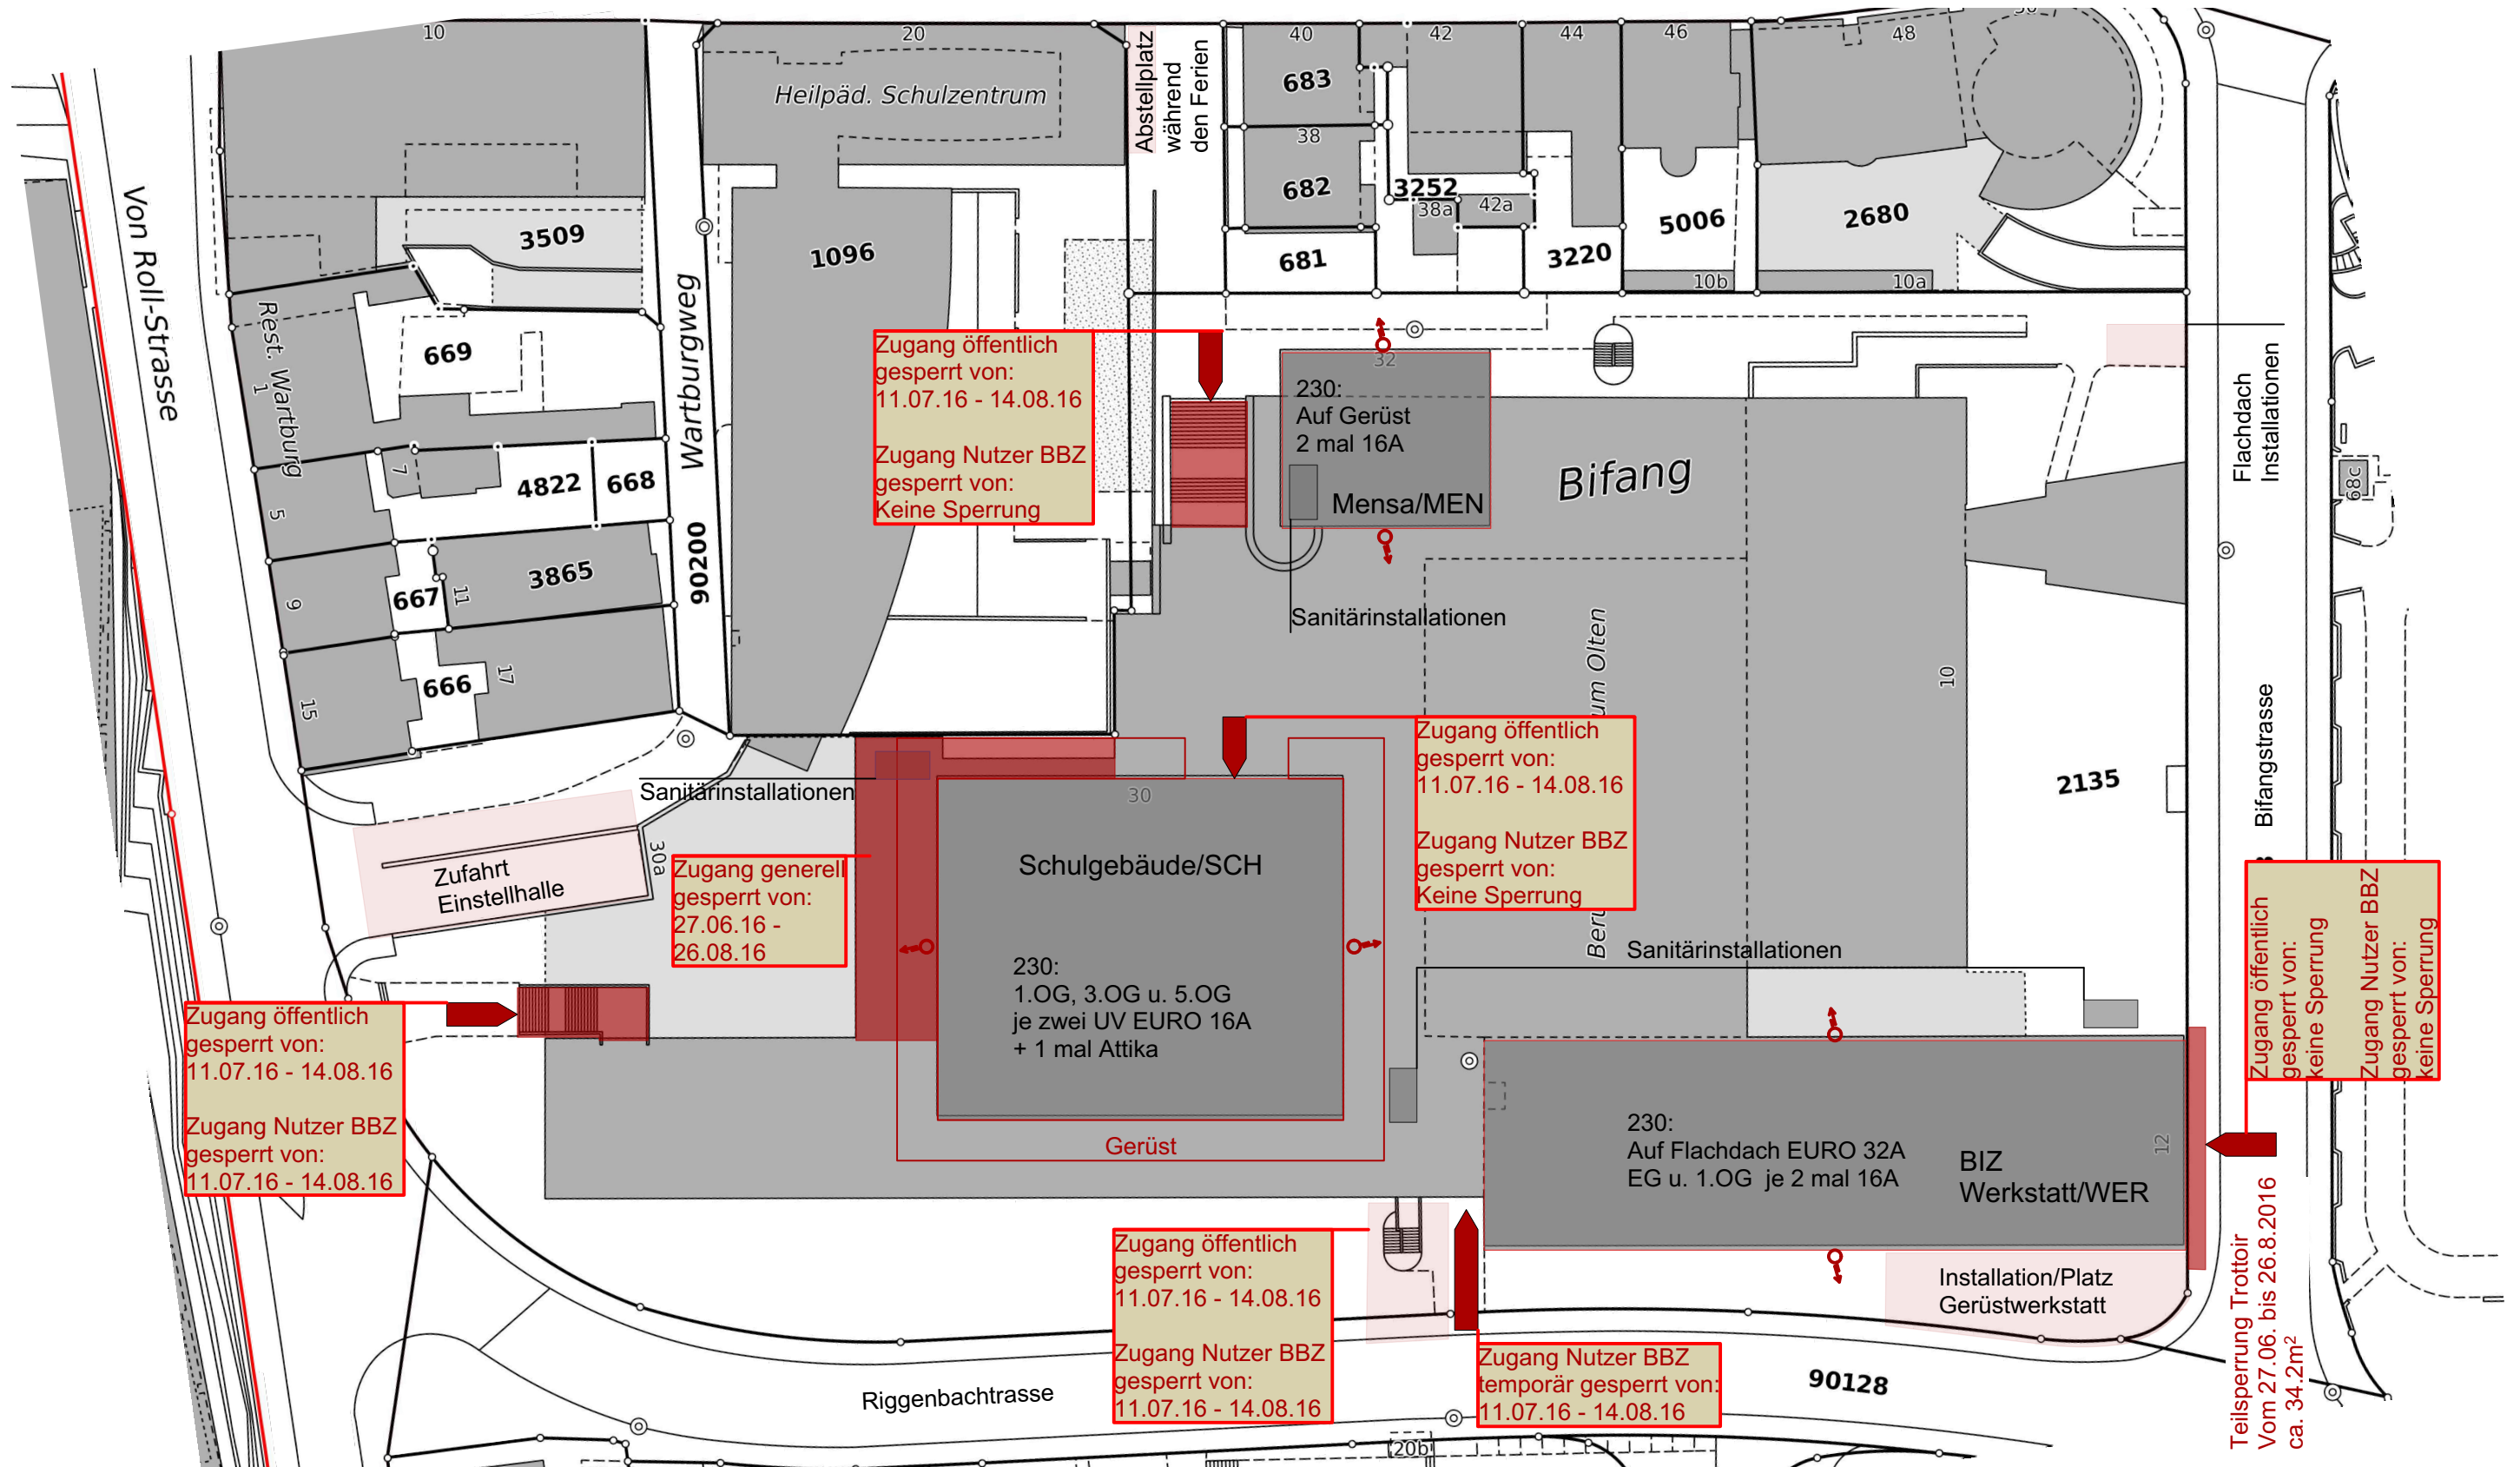 10
20
40
42
44
46
48
Heilpäd. Schulzentrum
Abstellplatz
während
den Ferien
683
38
682
3252
38a
42a
681
3220
5006
2680
10b
10a
3509
1096
Von Roll-Strasse
Rest. Wartburg
1
669
Wartburgweg
90200
7
4822
668
5
667
11
3865
9
666
17
15
Zugang öffentlich
gesperrt von:
11.07.16 - 14.08.16
Zugang Nutzer BBZ
gesperrt von:
Keine Sperrung
32
230:
Auf Gerüst
2 mal 16A
Mensa/MEN
Bifang
Sanitärinstallationen
Flachdach
Installationen
68c
10
Bifangstrasse
2135
Zugang öffentlich
gesperrt von:
11.07.16 - 14.08.16
Zugang Nutzer BBZ
gesperrt von:
Keine Sperrung
Sanitärinstallationen
30
30a
Zufahrt
Einstellhalle
Zugang generell
gesperrt von:
27.06.16 -
26.08.16
Schulgebäude/SCH
230:
1.OG, 3.OG u. 5.OG
je zwei UV EURO 16A
+ 1 mal Attika
Gerüst
Sanitärinstallationen
Zugang öffentlich
gesperrt von:
keine Sperrung
Zugang Nutzer BBZ
gesperrt von:
keine Sperrung
Zugang öffentlich
gesperrt von:
11.07.16 - 14.08.16
Zugang Nutzer BBZ
gesperrt von:
11.07.16 - 14.08.16
230:
Auf Flachdach EURO 32A
EG u. 1.OG je 2 mal 16A
BIZ
Werkstatt/WER
12
Installation/Platz
Gerüstwerkstatt
Teilsperrung Trottoir
Vom 27.06. bis 26.8.2016
ca. 34.2m²
Zugang öffentlich
gesperrt von:
11.07.16 - 14.08.16
Zugang Nutzer BBZ
gesperrt von:
11.07.16 - 14.08.16
Zugang Nutzer BBZ
temporär gesperrt von:
11.07.16 - 14.08.16
Riggenbachtrasse
90128
20b